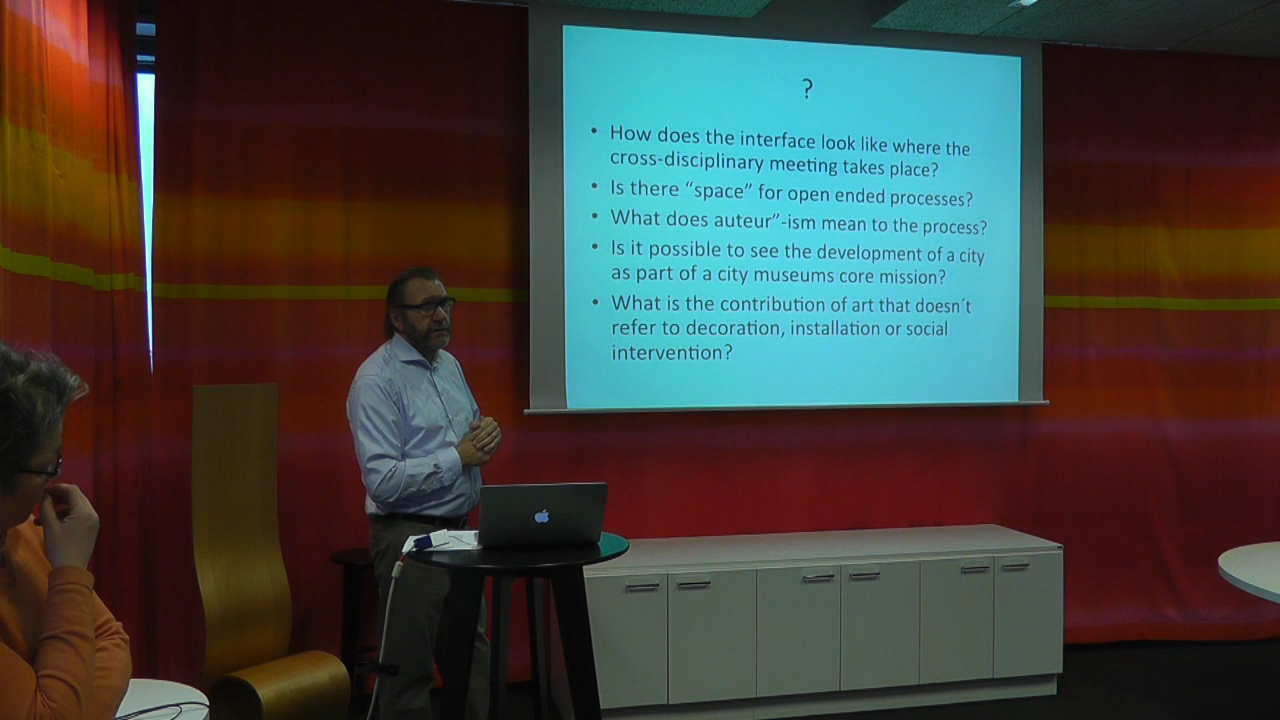 ?
• How does the interface look like where the
cross-disciplinary meeting takes place?
• Is there “space” for open ended processes?
• What does auteur”-ism mean to the process?
• Is it possible to see the development of a city
as part of a city museums core mission?
• What is the contribution of art that doesn´t
refer to decoration, installation or social
intervention?